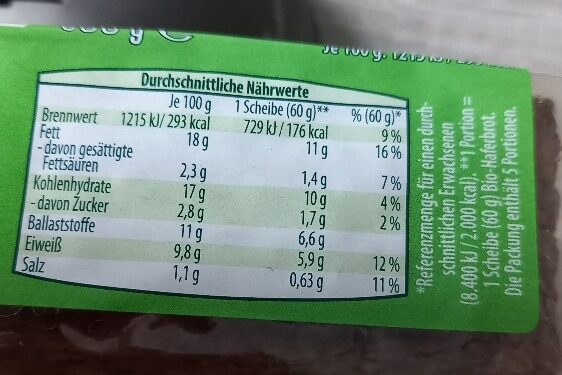 Durchschnittliche Nährwerte
Je 100 g 1 Scheibe (60 g)** % (60 g)*
Brennwert 1215 kJ/ 293 kcal 729 kJ / 176 kcal 9 %
Fett 18 g 11 g 16 %
- davon gesättigte
Fettsäuren 2,3 g 1,4 g 7 %
Kohlenhydrate 17 g 10 g 4 %
- davon Zucker 2,8 g 1,7 g 2 %
Ballaststoffe 11 g 6,6 g
Eiweiß 9,8 g 5,9 g 12 %
Salz 1,1 g 0,63 g 11 %
*Referenzmenge für einen durch-
schnittlichen Erwachsenen
(8.400 kJ / 2.000 kcal). **1 Portion =
1 Scheibe (60 g) Bio-Haferbrot.
Die Packung enthält 5 Portionen.